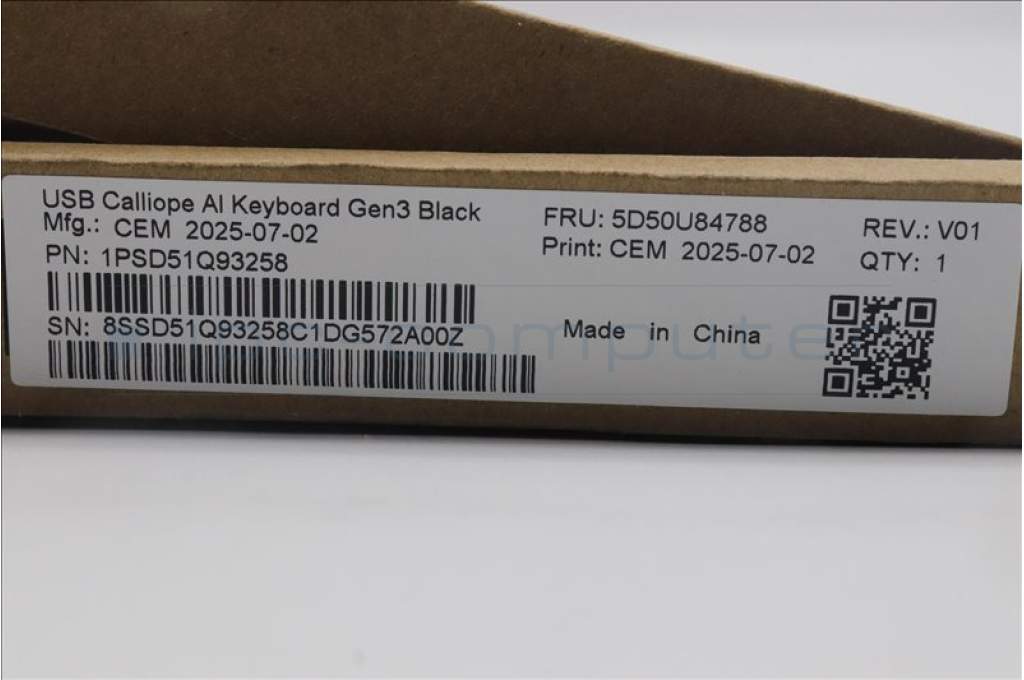 USB Calliope AI Keyboard Gen3 Black
Mfg.: CEM 2025-07-02
PN: 1PSD51Q93258
SN: 8SSD51Q93258C1DG572A00Z
FRU: 5D50U84788
Print: CEM 2025-07-02
Made in China
REV.: V01
QTY: 1